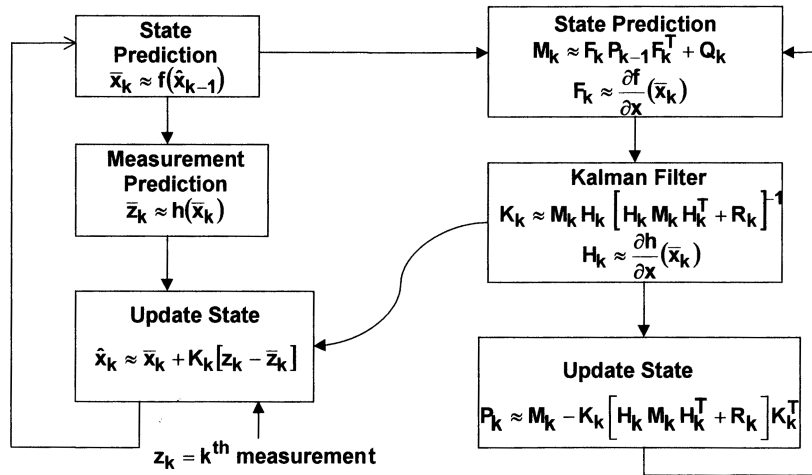 State
Prediction
x̄ₖ ≈ f(x̂ₖ₋₁)
Measurement
Prediction
z̄ₖ ≈ h(x̄ₖ)
Update State
x̂ₖ ≈ x̄ₖ + Kₖ[zₖ − z̄ₖ]
zₖ = kᵗʰ measurement
State Prediction
Mₖ ≈ Fₖ Pₖ₋₁ Fₖᵀ + Qₖ
Fₖ ≈ ∂f/∂x (x̄ₖ)
Kalman Filter
Kₖ ≈ Mₖ Hₖ [Hₖ Mₖ Hₖᵀ + Rₖ]⁻¹
Hₖ ≈ ∂h/∂x (x̄ₖ)
Update State
Pₖ ≈ Mₖ − Kₖ [Hₖ Mₖ Hₖᵀ + Rₖ] Kₖᵀ